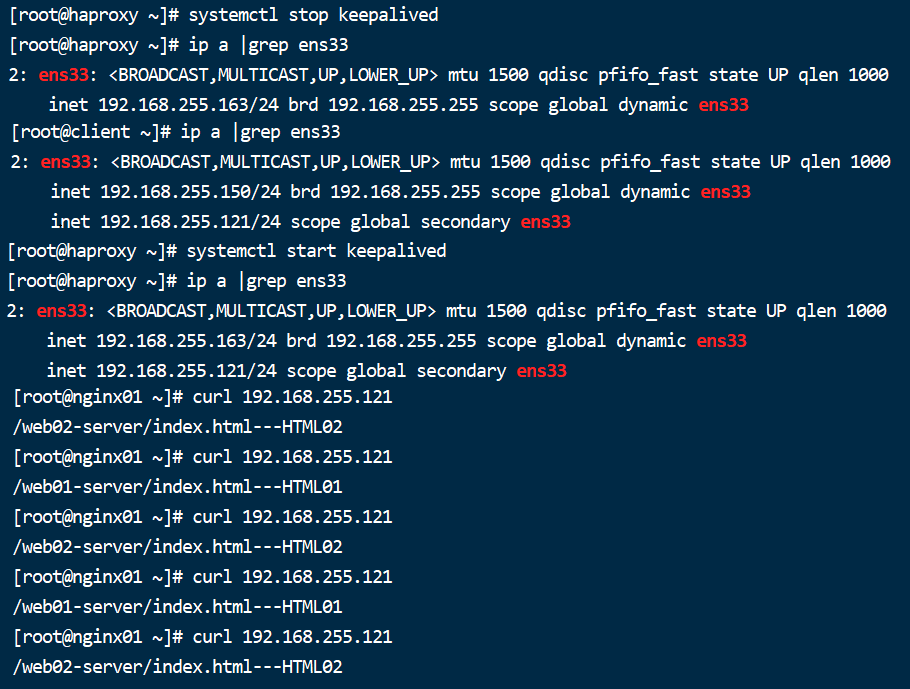 [root@haproxy ~]# systemctl stop keepalived
[root@haproxy ~]# ip a |grep ens33
2: ens33: <BROADCAST,MULTICAST,UP,LOWER_UP> mtu 1500 qdisc pfifo_fast state UP qlen 1000
    inet 192.168.255.163/24 brd 192.168.255.255 scope global dynamic ens33
[root@client ~]# ip a |grep ens33
2: ens33: <BROADCAST,MULTICAST,UP,LOWER_UP> mtu 1500 qdisc pfifo_fast state UP qlen 1000
    inet 192.168.255.150/24 brd 192.168.255.255 scope global dynamic ens33
    inet 192.168.255.121/24 scope global secondary ens33
[root@haproxy ~]# systemctl start keepalived
[root@haproxy ~]# ip a |grep ens33
2: ens33: <BROADCAST,MULTICAST,UP,LOWER_UP> mtu 1500 qdisc pfifo_fast state UP qlen 1000
    inet 192.168.255.163/24 brd 192.168.255.255 scope global dynamic ens33
    inet 192.168.255.121/24 scope global secondary ens33
[root@nginx01 ~]# curl 192.168.255.121
/web02-server/index.html---HTML02
[root@nginx01 ~]# curl 192.168.255.121
/web01-server/index.html---HTML01
[root@nginx01 ~]# curl 192.168.255.121
/web02-server/index.html---HTML02
[root@nginx01 ~]# curl 192.168.255.121
/web01-server/index.html---HTML01
[root@nginx01 ~]# curl 192.168.255.121
/web02-server/index.html---HTML02